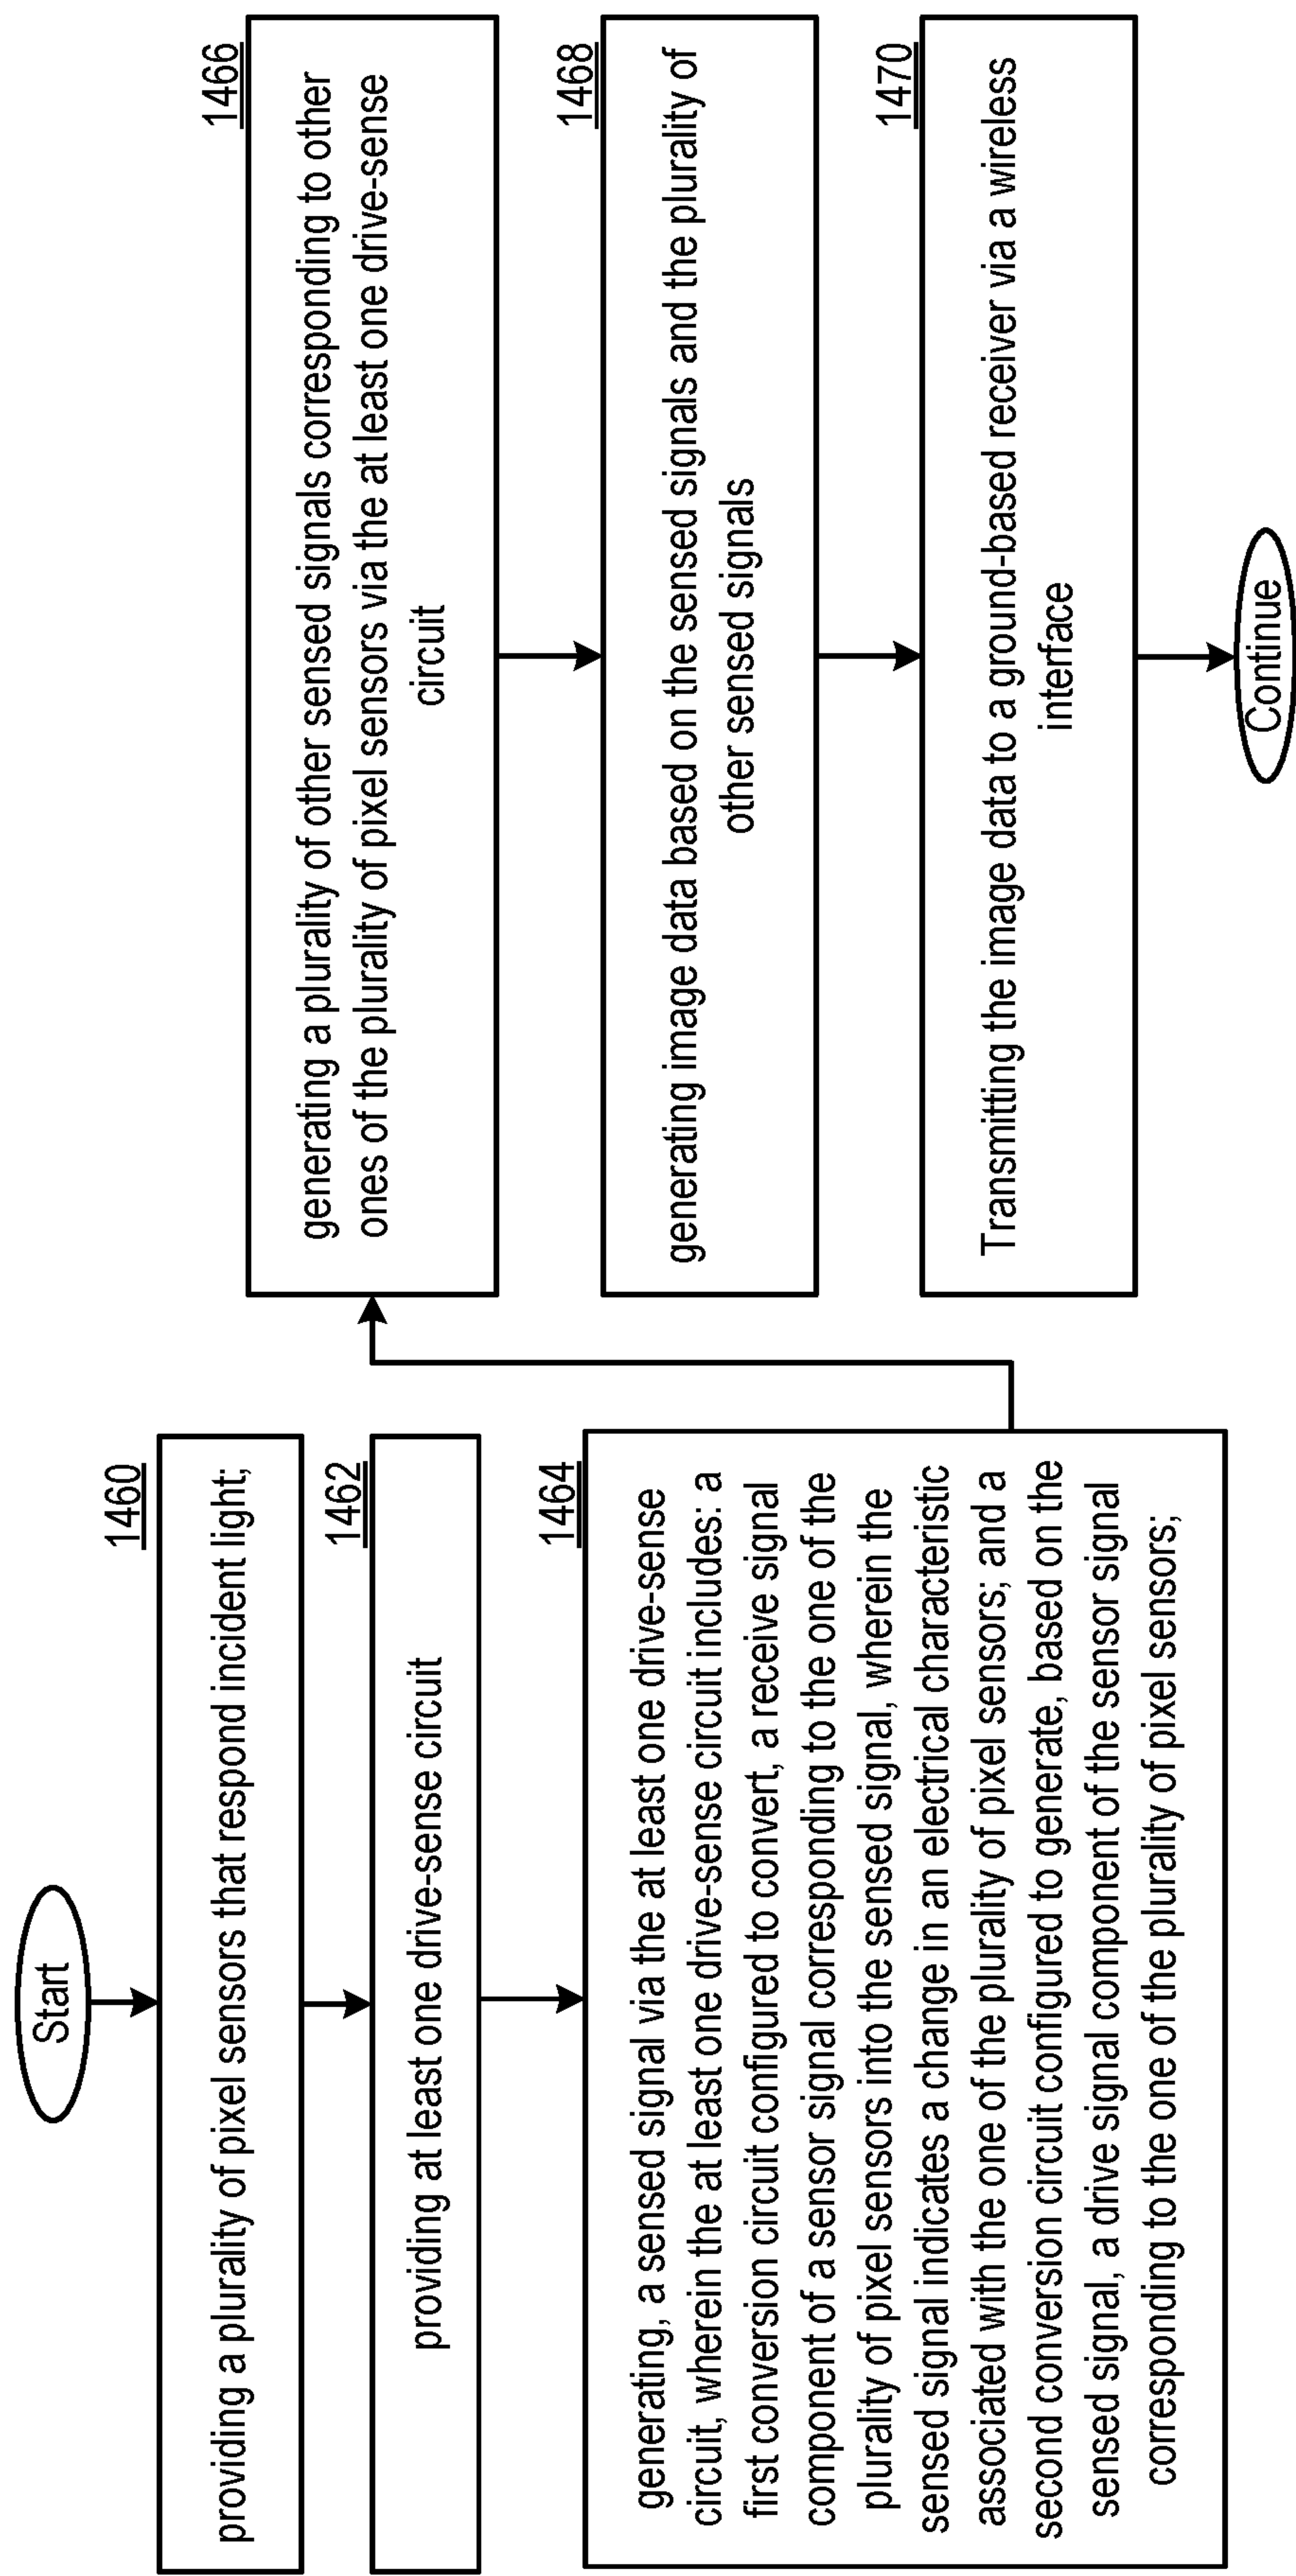 Start
1460
providing a plurality of pixel sensors that respond incident light;
1462
providing at least one drive-sense circuit
1464
generating, a sensed signal via the at least one drive-sense
circuit, wherein the at least one drive-sense circuit includes: a
first conversion circuit configured to convert, a receive signal
component of a sensor signal corresponding to the one of the
plurality of pixel sensors into the sensed signal, wherein the
sensed signal indicates a change in an electrical characteristic
associated with the one of the plurality of pixel sensors; and a
second conversion circuit configured to generate, based on the
sensed signal, a drive signal component of the sensor signal
corresponding to the one of the plurality of pixel sensors;
1466
generating a plurality of other sensed signals corresponding to other
ones of the plurality of pixel sensors via the at least one drive-sense
circuit
1468
generating image data based on the sensed signals and the plurality of
other sensed signals
1470
Transmitting the image data to a ground-based receiver via a wireless
interface
Continue